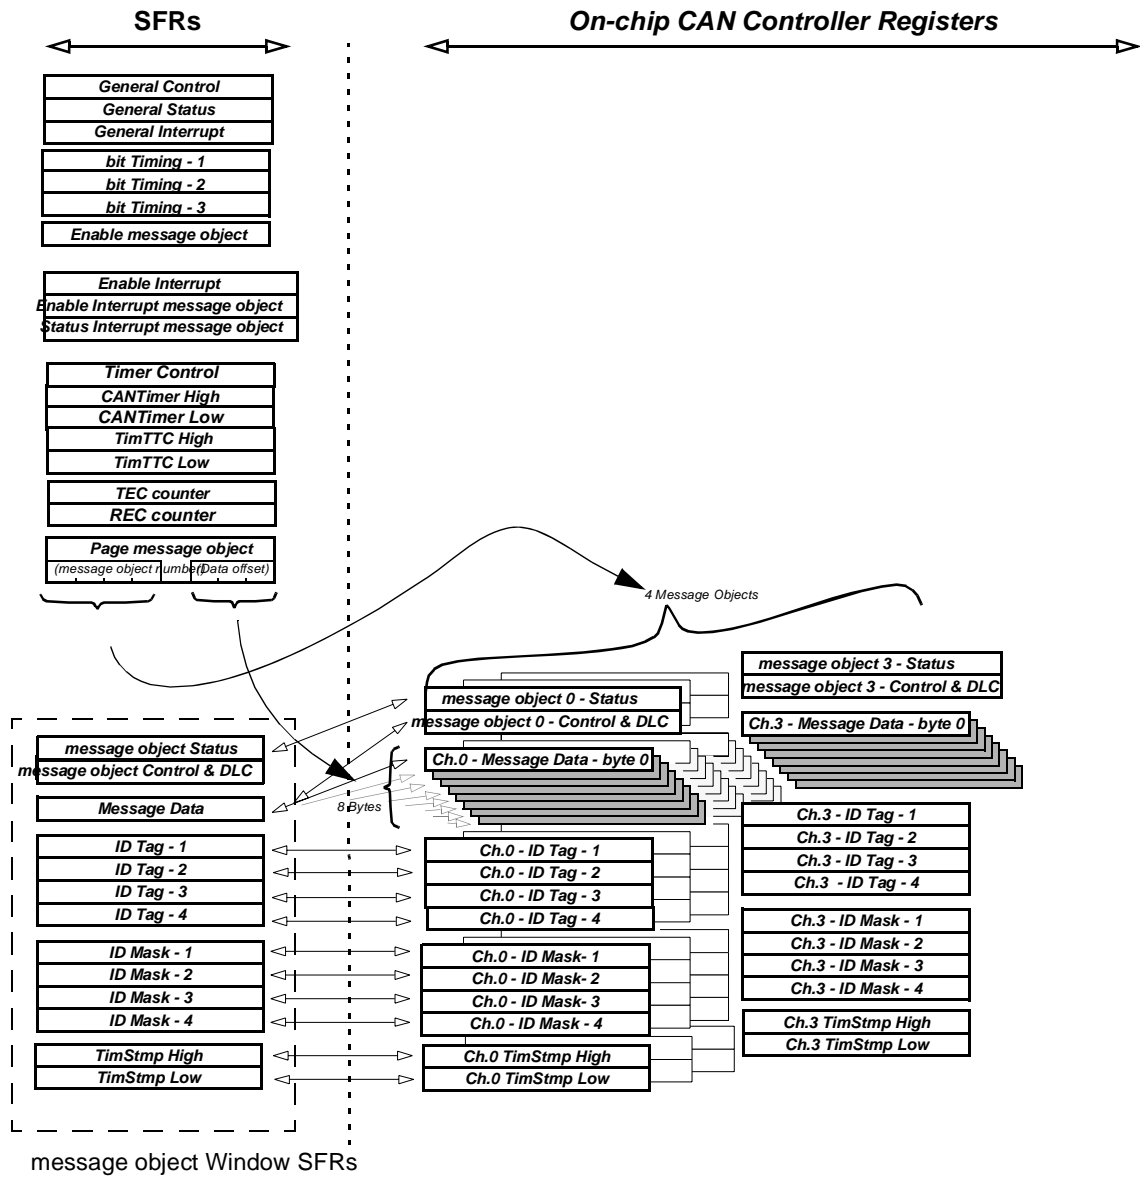 SFRs
On-chip CAN Controller Registers
General Control
General Status
General Interrupt
bit Timing - 1
bit Timing - 2
bit Timing - 3
Enable message object
Enable Interrupt
Enable Interrupt message object
Status Interrupt message object
Timer Control
CANTimer High
CANTimer Low
TimTTC High
TimTTC Low
TEC counter
REC counter
Page message object
(message object number)
(Data offset)
4 Message Objects
message object Status
message object Control & DLC
Message Data
ID Tag - 1
ID Tag - 2
ID Tag - 3
ID Tag - 4
ID Mask - 1
ID Mask - 2
ID Mask - 3
ID Mask - 4
TimStmp High
TimStmp Low
message object Window SFRs
8 Bytes
message object 0 - Status
message object 0 - Control & DLC
Ch.0 - Message Data - byte 0
Ch.0 - ID Tag - 1
Ch.0 - ID Tag - 2
Ch.0 - ID Tag - 3
Ch.0 - ID Tag - 4
Ch.0 - ID Mask- 1
Ch.0 - ID Mask- 2
Ch.0 - ID Mask- 3
Ch.0 - ID Mask - 4
Ch.0 TimStmp High
Ch.0 TimStmp Low
message object 3 - Status
message object 3 - Control & DLC
Ch.3 - Message Data - byte 0
Ch.3 - ID Tag - 1
Ch.3 - ID Tag - 2
Ch.3 - ID Tag - 3
Ch.3 - ID Tag - 4
Ch.3 - ID Mask - 1
Ch.3 - ID Mask - 2
Ch.3 - ID Mask - 3
Ch.3 - ID Mask - 4
Ch.3 TimStmp High
Ch.3 TimStmp Low